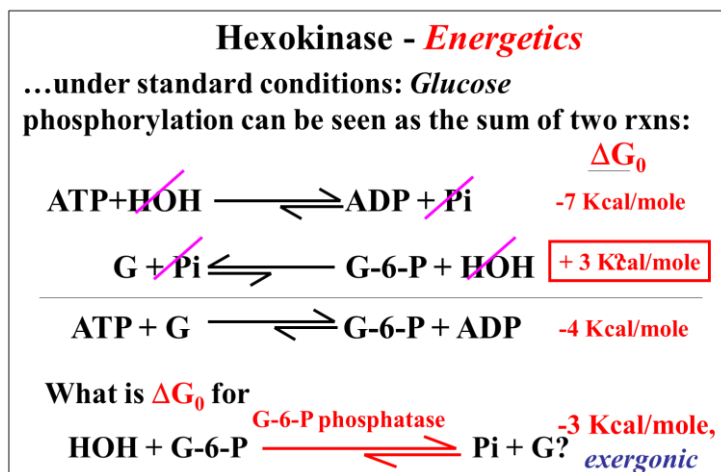 Hexokinase - Energetics
…under standard conditions: Glucose
phosphorylation can be seen as the sum of two rxns:
ΔG₀
ATP+HOH ⇌ ADP + Pi -7 Kcal/mole
G + Pi ⇌ G-6-P + HOH + 3 Kcal/mole
ATP + G ⇌ G-6-P + ADP -4 Kcal/mole
What is ΔG₀ for
G-6-P phosphatase
HOH + G-6-P ⇌ Pi + G? -3 Kcal/mole,
exergonic